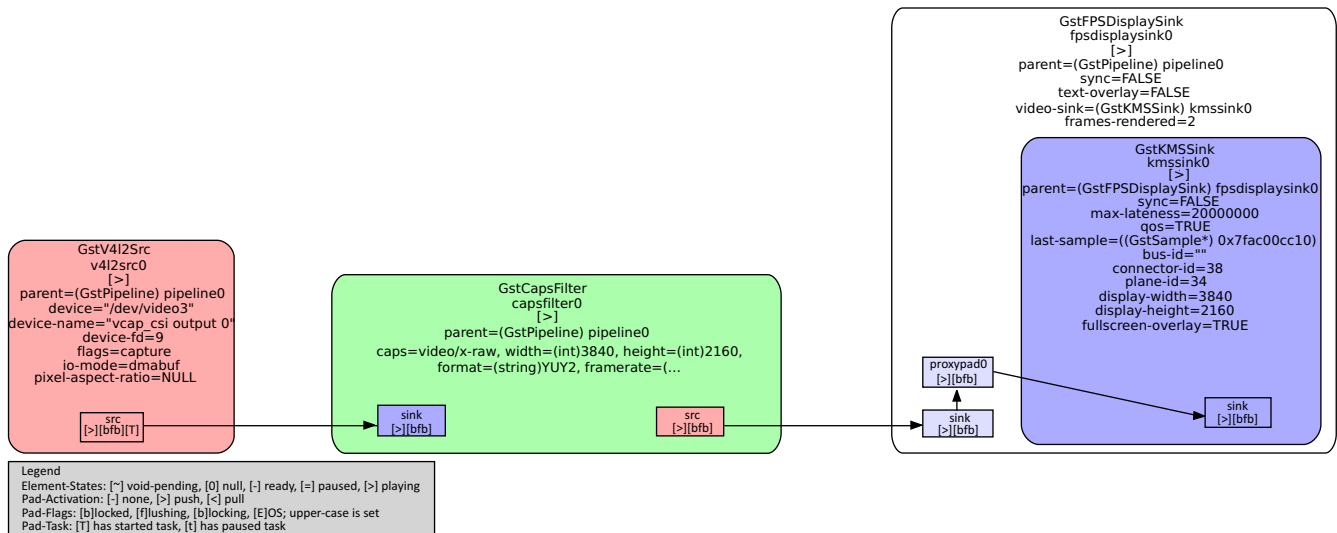 GstV4l2Src
v4l2src0
[>]
parent=(GstPipeline) pipeline0
device="/dev/video3"
device-name="vcap_csi output 0"
device-fd=9
flags=capture
io-mode=dmabuf
pixel-aspect-ratio=NULL
src
[>][bfb][T]
GstCapsFilter
capsfilter0
[>]
parent=(GstPipeline) pipeline0
caps=video/x-raw, width=(int)3840, height=(int)2160,
format=(string)YUY2, framerate=(…
sink
[>][bfb]
src
[>][bfb]
GstFPSDisplaySink
fpsdisplaysink0
[>]
parent=(GstPipeline) pipeline0
sync=FALSE
text-overlay=FALSE
video-sink=(GstKMSSink) kmssink0
frames-rendered=2
proxypad0
[>][bfb]
sink
[>][bfb]
GstKMSSink
kmssink0
[>]
parent=(GstFPSDisplaySink) fpsdisplaysink0
sync=FALSE
max-lateness=20000000
qos=TRUE
last-sample=((GstSample*) 0x7fac00cc10)
bus-id=""
connector-id=38
plane-id=34
display-width=3840
display-height=2160
fullscreen-overlay=TRUE
sink
[>][bfb]
Legend
Element-States: [~] void-pending, [0] null, [-] ready, [=] paused, [>] playing
Pad-Activation: [-] none, [>] push, [<] pull
Pad-Flags: [b]locked, [f]lushing, [b]locking, [E]OS; upper-case is set
Pad-Task: [T] has started task, [t] has paused task